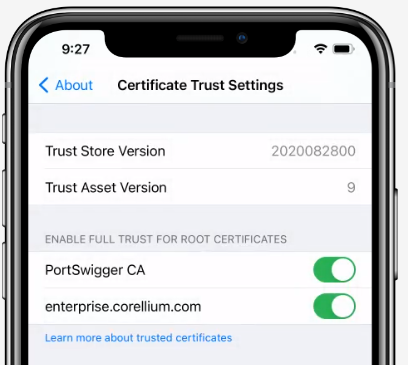 9:27
About
Certificate Trust Settings
Trust Store Version
2020082800
Trust Asset Version
9
ENABLE FULL TRUST FOR ROOT CERTIFICATES
PortSwigger CA
enterprise.corellium.com
Learn more about trusted certificates